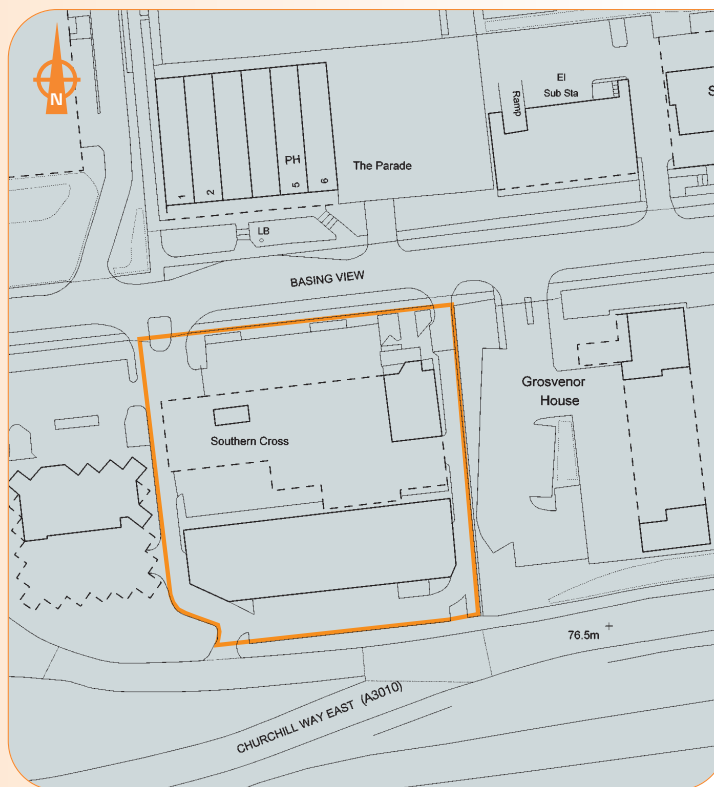 N
El
Sub Sta
Ramp
S
PH
The Parade
1
2
5
6
LB
BASING VIEW
Grosvenor
House
Southern Cross
76.5m
CHURCHILL WAY EAST (A3010)